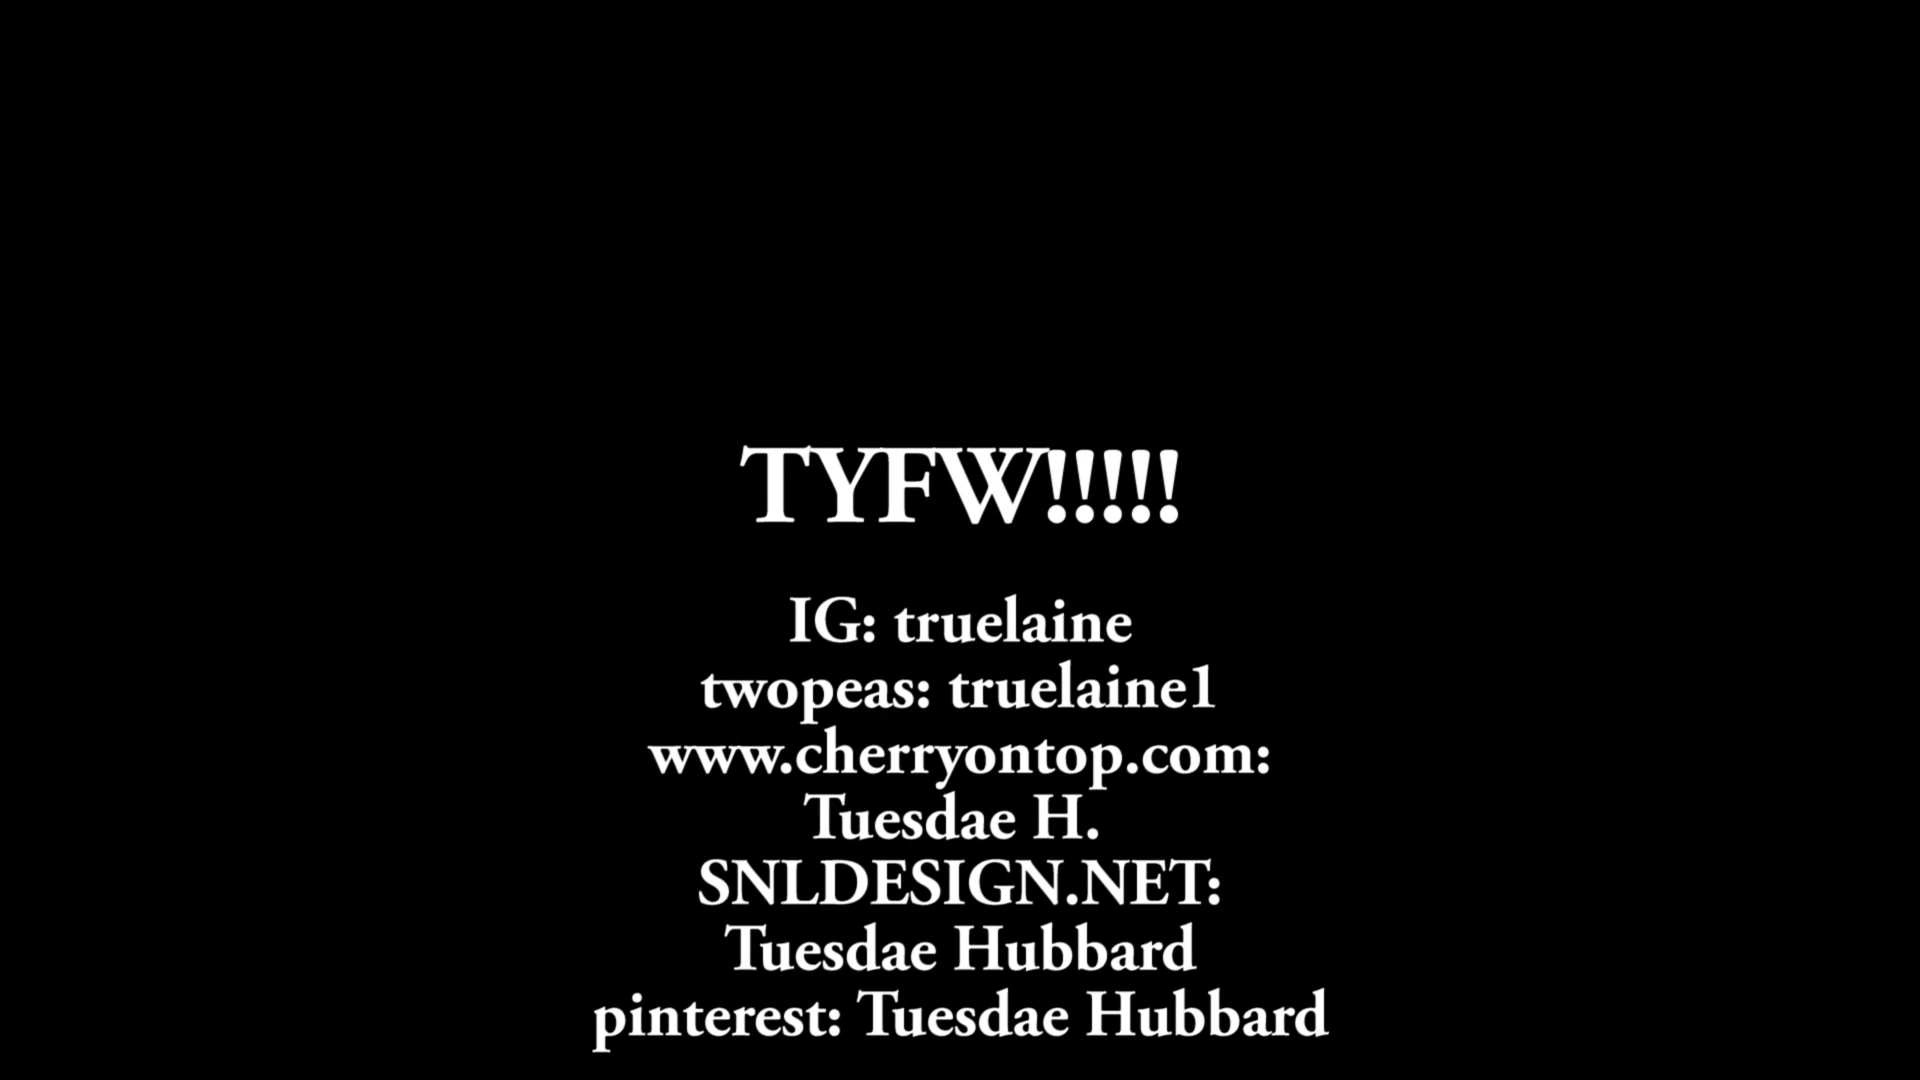 TYFW!!!!!
IG: truelaine
twopeas: truelaine1
www.cherryontop.com:
Tuesdae H.
SNLDESIGN.NET:
Tuesdae Hubbard
pinterest: Tuesdae Hubbard